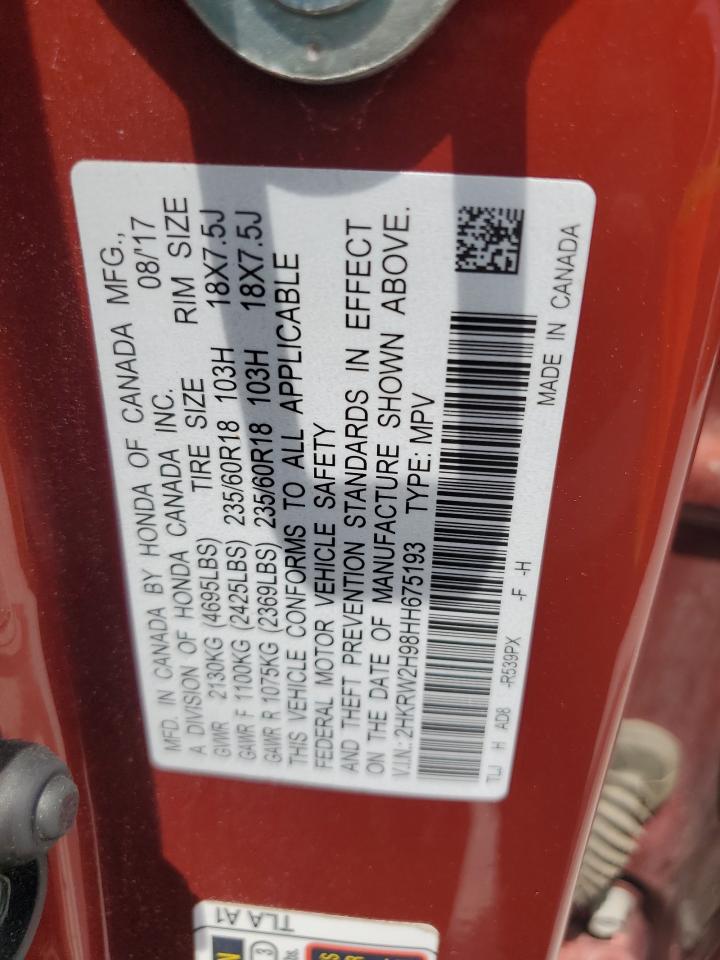 MFD. IN CANADA BY HONDA OF CANADA MFG.,
A DIVISION OF HONDA CANADA INC. 08/17
TIRE SIZE RIM SIZE
GVWR 2130KG (4695LBS)
GAWR F 1100KG (2425LBS) 235/60R18 103H 18X7.5J
GAWR R 1075KG (2369LBS) 235/60R18 103H 18X7.5J
THIS VEHICLE CONFORMS TO ALL APPLICABLE
FEDERAL MOTOR VEHICLE SAFETY
AND THEFT PREVENTION STANDARDS IN EFFECT
ON THE DATE OF MANUFACTURE SHOWN ABOVE.
V.I.N.: 2HKRW2H98HH675193 TYPE: MPV
TLJ H AD8 -R539PX -F -H
MADE IN CANADA
TLA A1
3